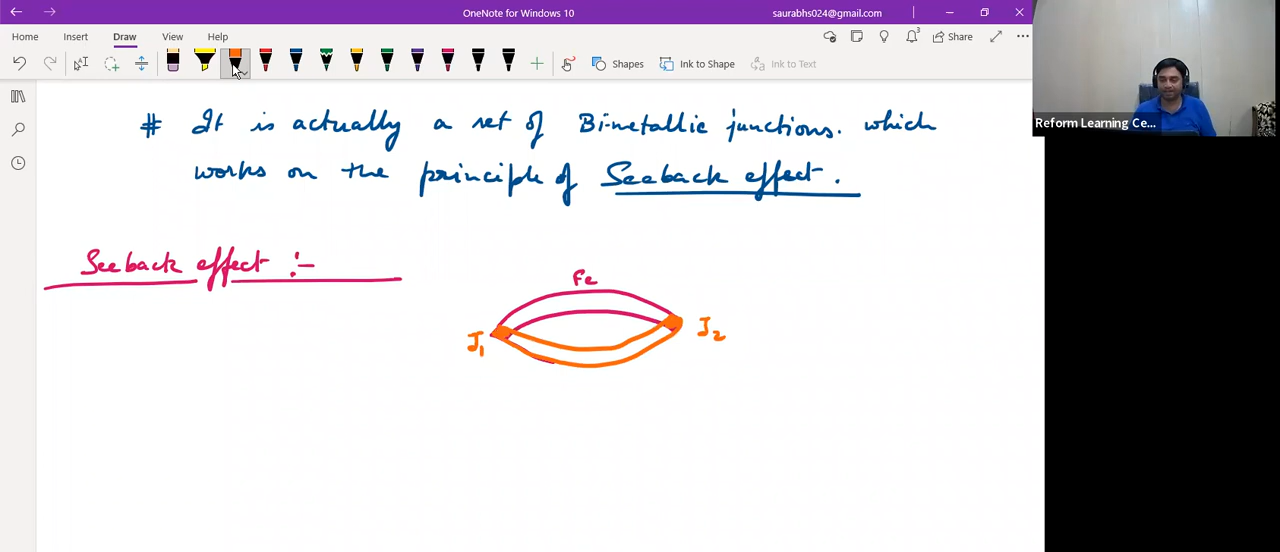 OneNote for Windows 10
saurabhs024@gmail.com
Home Insert Draw View Help
3
Shapes
Ink to Shape
Ink to Text
Share
Reform Learning Ce...
# It is actually a set of Bi-metallic junctions. which
works on the principle of Seeback effect.
Seeback effect :-
Fe
J1
J2